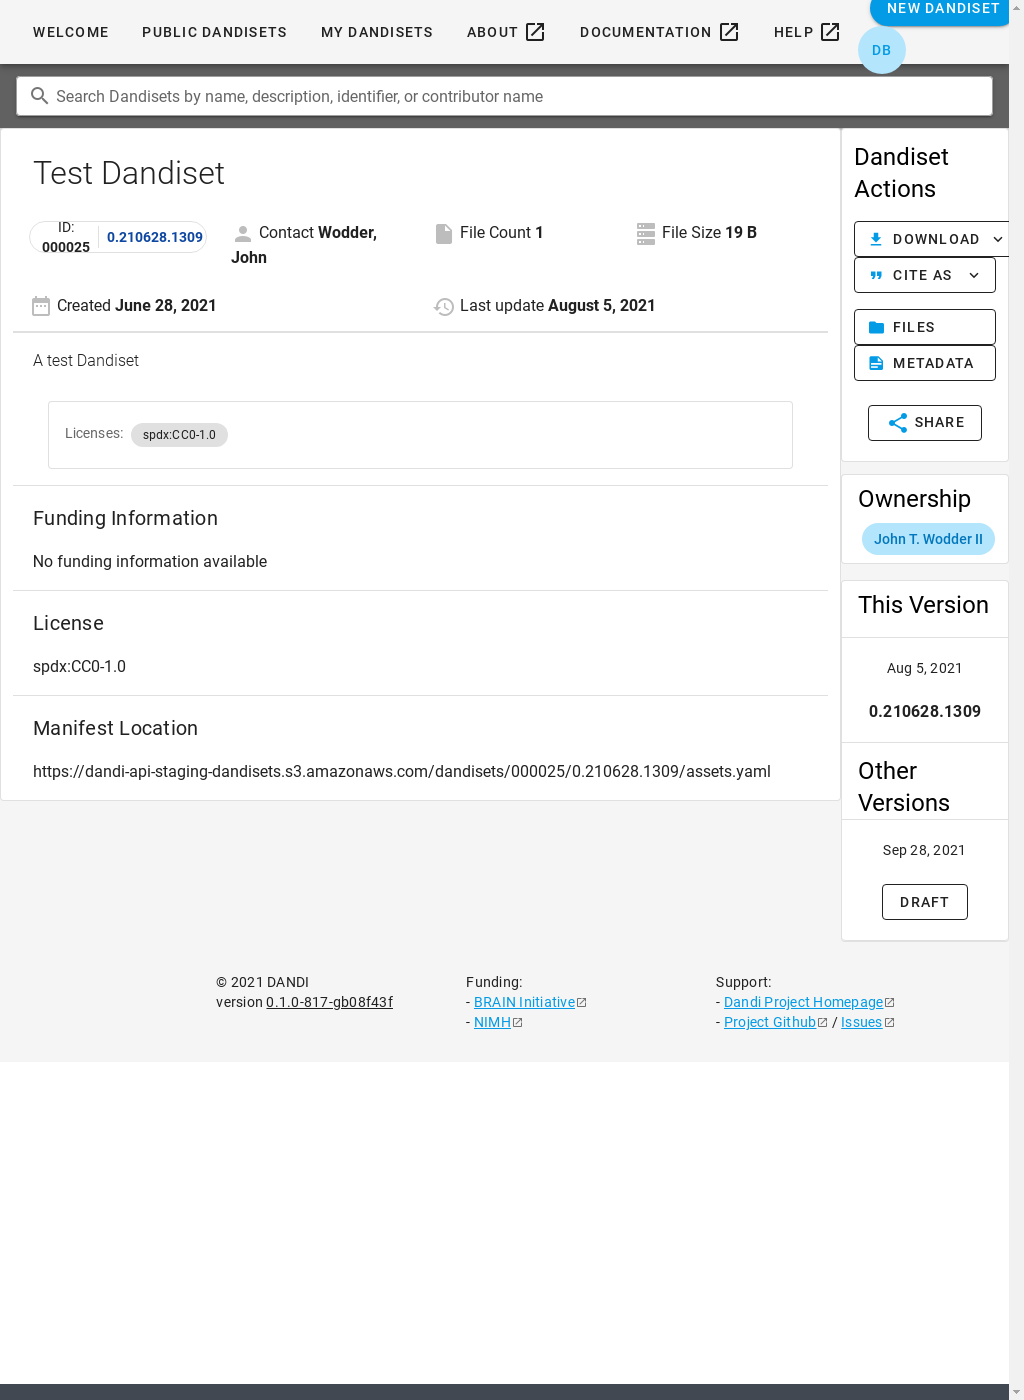 WELCOME PUBLIC DANDISETS MY DANDISETS ABOUT DOCUMENTATION HELP NEW DANDISET
DB
Search Dandisets by name, description, identifier, or contributor name
Test Dandiset
ID: 000025 0.210628.1309
Contact Wodder, John
File Count 1
File Size 19 B
Created June 28, 2021
Last update August 5, 2021
A test Dandiset
Licenses: spdx:CC0-1.0
Funding Information
No funding information available
License
spdx:CC0-1.0
Manifest Location
https://dandi-api-staging-dandisets.s3.amazonaws.com/dandisets/000025/0.210628.1309/assets.yaml
Dandiset
Actions
DOWNLOAD
CITE AS
FILES
METADATA
SHARE
Ownership
John T. Wodder II
This Version
Aug 5, 2021
0.210628.1309
Other
Versions
Sep 28, 2021
DRAFT
© 2021 DANDI
version 0.1.0-817-gb08f43f
Funding:
- BRAIN Initiative
- NIMH
Support:
- Dandi Project Homepage
- Project Github / Issues